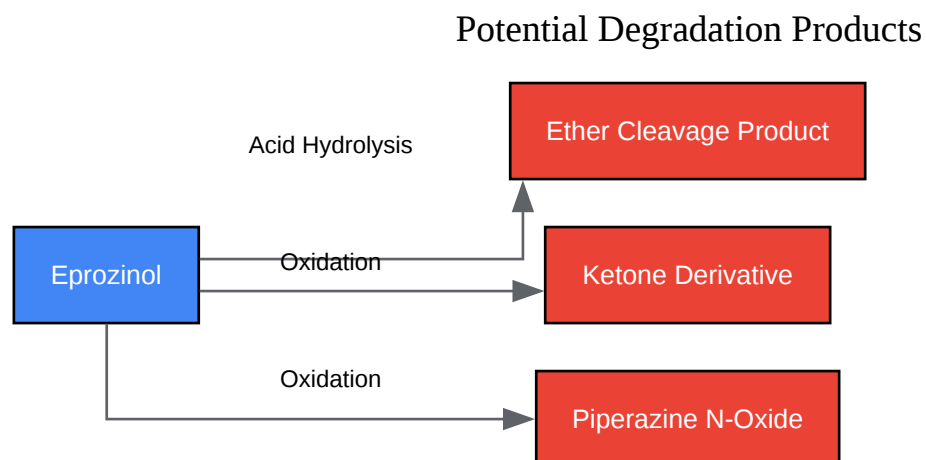 Potential Degradation Products
Ether Cleavage Product
Acid Hydrolysis
Eprozinol
Oxidation
Ketone Derivative
Oxidation
Piperazine N-Oxide